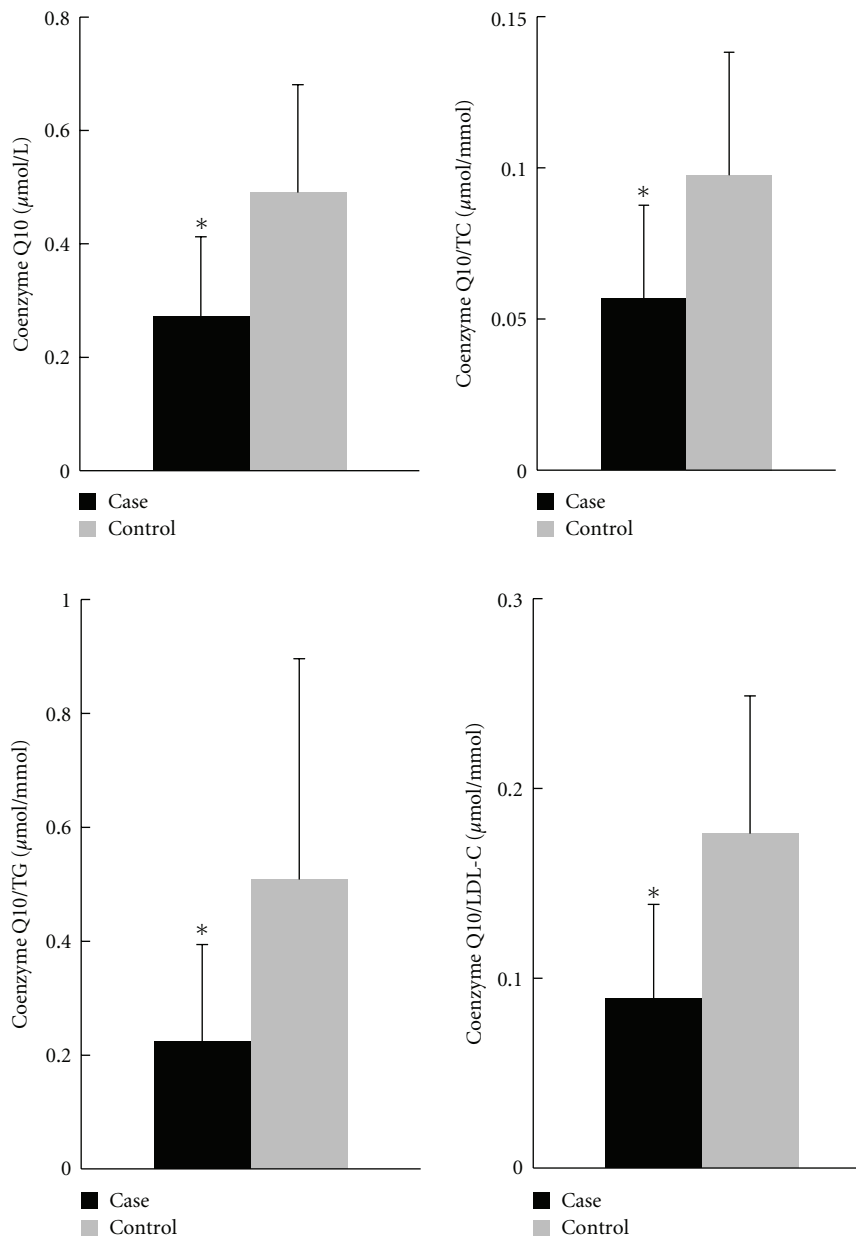 0.8
0.6
0.4
0.2
0
Coenzyme Q10 (μmol/L)
*
Case
Control
0.15
0.1
0.05
0
Coenzyme Q10/TC (μmol/mmol)
*
Case
Control
1
0.8
0.6
0.4
0.2
0
Coenzyme Q10/TG (μmol/mmol)
*
Case
Control
0.3
0.2
0.1
0
Coenzyme Q10/LDL-C (μmol/mmol)
*
Case
Control